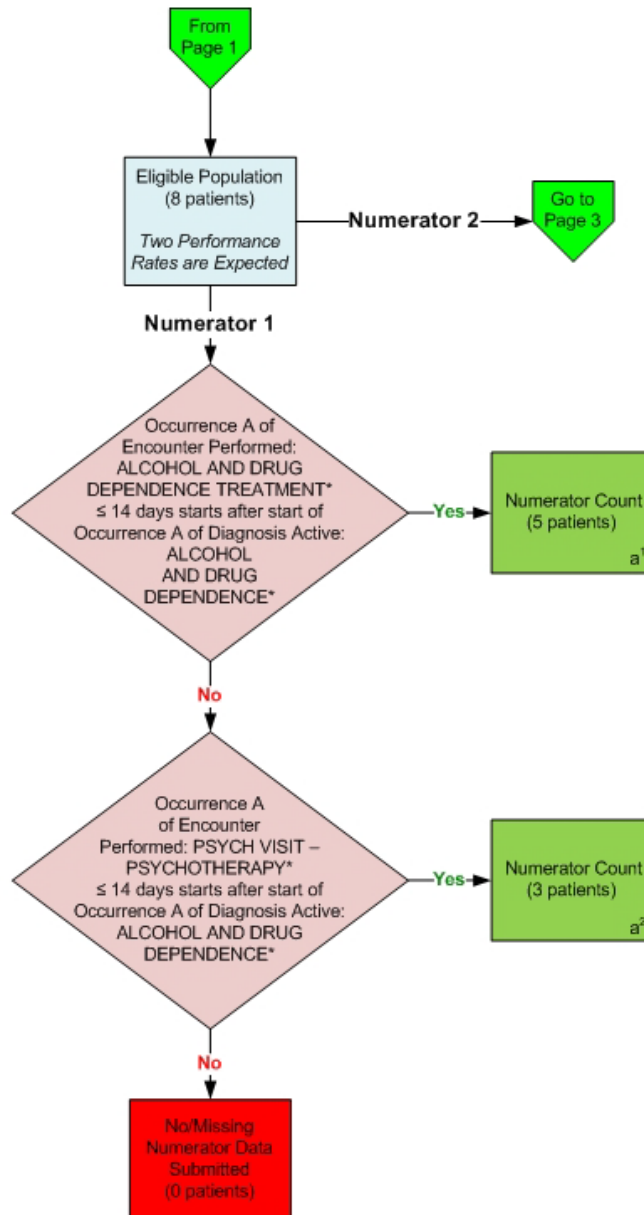 From
Page 1
Eligible Population
(8 patients)
Two Performance
Rates are Expected
Numerator 2
Go to
Page 3
Numerator 1
Occurrence A of
Encounter Performed:
ALCOHOL AND DRUG
DEPENDENCE TREATMENT*
≤ 14 days starts after start of
Occurrence A of Diagnosis Active:
ALCOHOL
AND DRUG
DEPENDENCE*
Yes
Numerator Count
(5 patients)
a¹
No
Occurrence A
of Encounter
Performed: PSYCH VISIT –
PSYCHOTHERAPY*
≤ 14 days starts after start of
Occurrence A of Diagnosis Active:
ALCOHOL AND DRUG
DEPENDENCE*
Yes
Numerator Count
(3 patients)
a²
No
No/Missing
Numerator Data
Submitted
(0 patients)